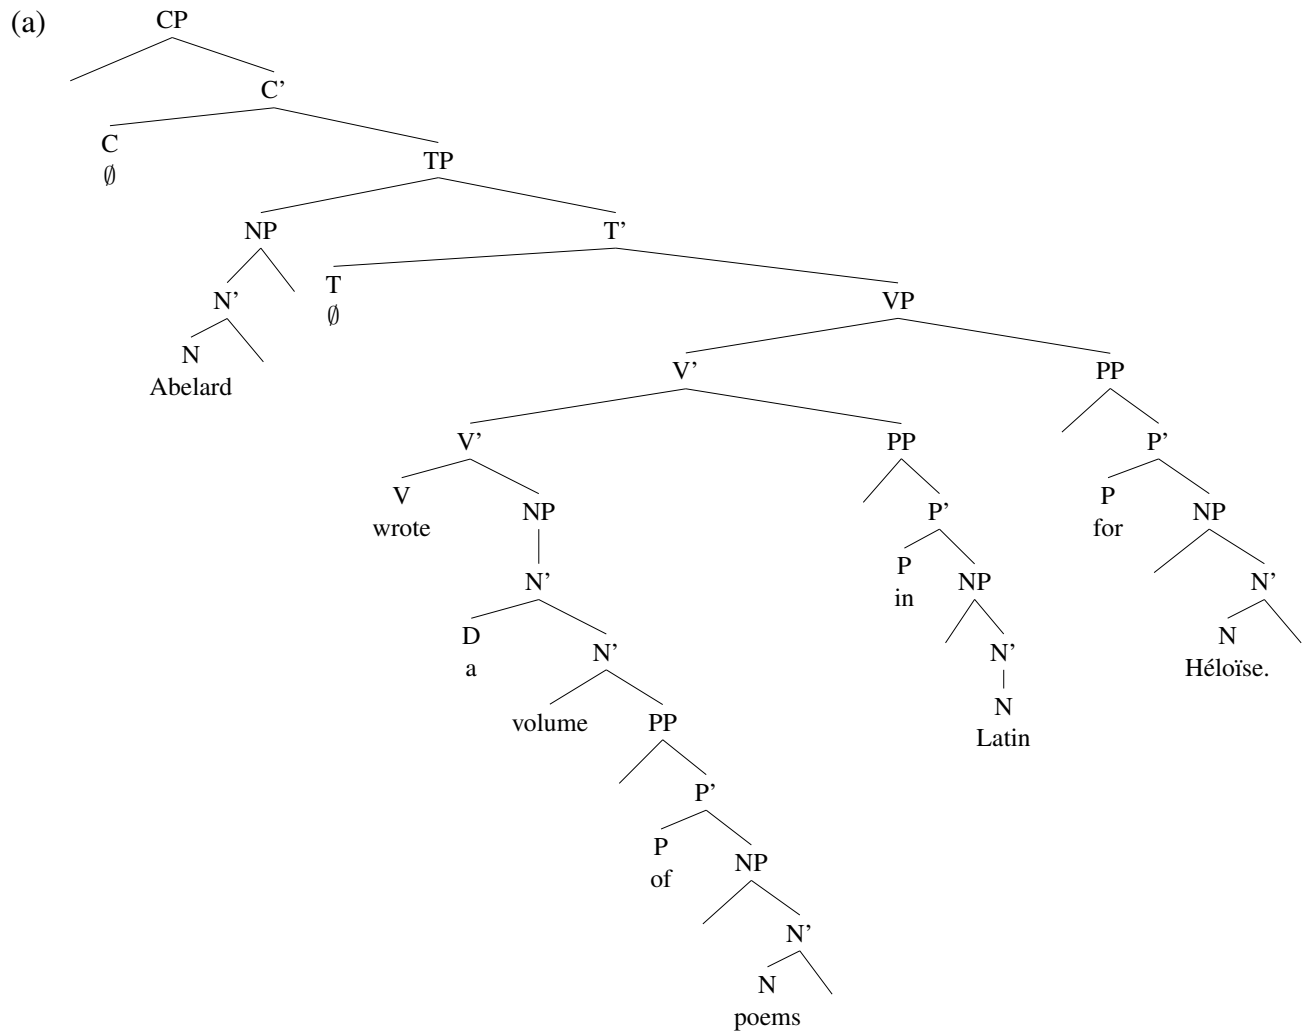 (a) CP
C’
C
∅
TP
NP T’
T
∅
N’ VP
N
Abelard
V’ PP
V’ PP P’
V
wrote
P
for
NP P’ NP
P
in
N’ NP N’
D
a
N
Héloïse.
N’ N’
volume PP N
Latin
P’
P
of
NP
N’
N
poems